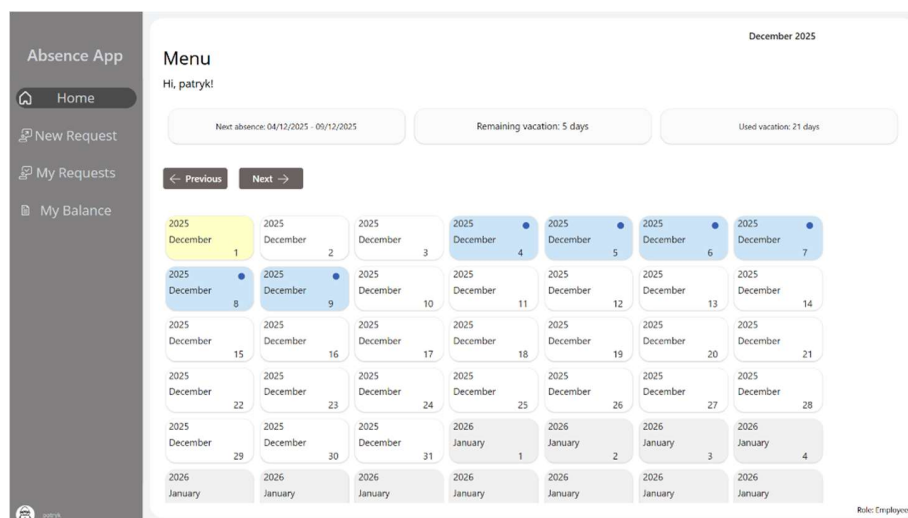 Absence App
Home
New Request
My Requests
My Balance
patryk
December 2025
Menu
Hi, patryk!
Next absence: 04/12/2025 - 09/12/2025
Remaining vacation: 5 days
Used vacation: 21 days
← Previous
Next →
2025 2025 2025 2025 2025 2025 2025
December December December December December December December
1 2 3 4 5 6 7
2025 2025 2025 2025 2025 2025 2025
December December December December December December December
8 9 10 11 12 13 14
2025 2025 2025 2025 2025 2025 2025
December December December December December December December
15 16 17 18 19 20 21
2025 2025 2025 2025 2025 2025 2025
December December December December December December December
22 23 24 25 26 27 28
2025 2025 2025 2026 2026 2026 2026
December December December January January January January
29 30 31 1 2 3 4
2026 2026 2026 2026 2026 2026 2026
January January January January January January January
Role: Employee